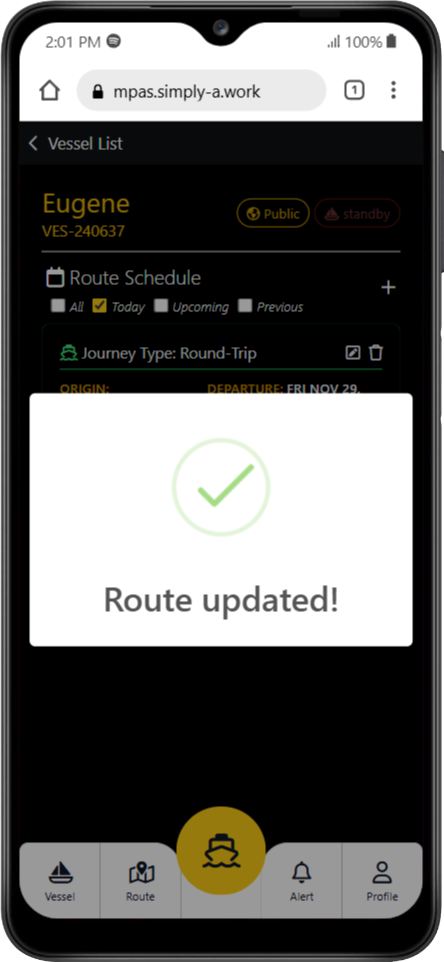 2:01 PM 100%
mpas.simply-a.work 1
Vessel List
Eugene
VES-240637
Public standby
Route Schedule
All Today Upcoming Previous
Journey Type: Round-Trip
ORIGIN: DEPARTURE: FRI NOV 29,
Route updated!
Vessel Route Alert Profile